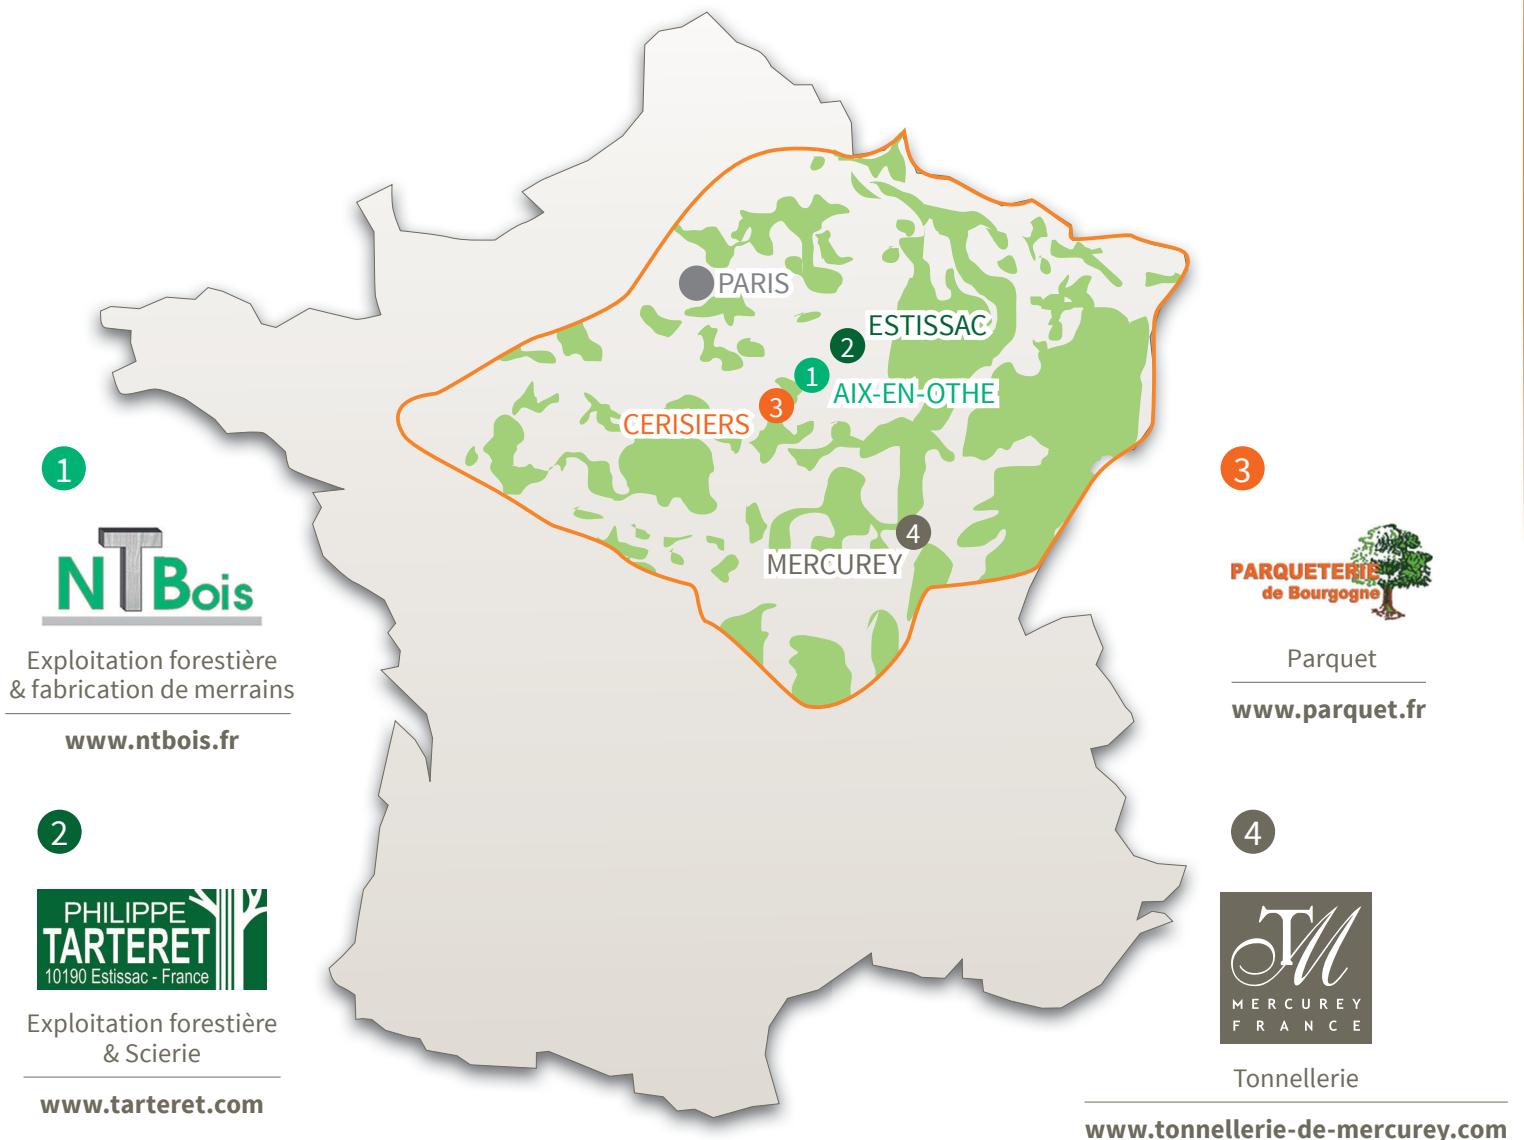 PARIS
ESTISSAC
2
1
AIX-EN-OTHE
3
CERISIERS
4
MERCUREY
1
NTBois
Exploitation forestière
& fabrication de merrains
www.ntbois.fr
2
PHILIPPE
TARTERET
10190 Estissac - France
Exploitation forestière
& Scierie
www.tarteret.com
3
PARQUETERIE
de Bourgogne
Parquet
www.parquet.fr
4
TM
MERCUREY
FRANCE
Tonnellerie
www.tonnellerie-de-mercurey.com